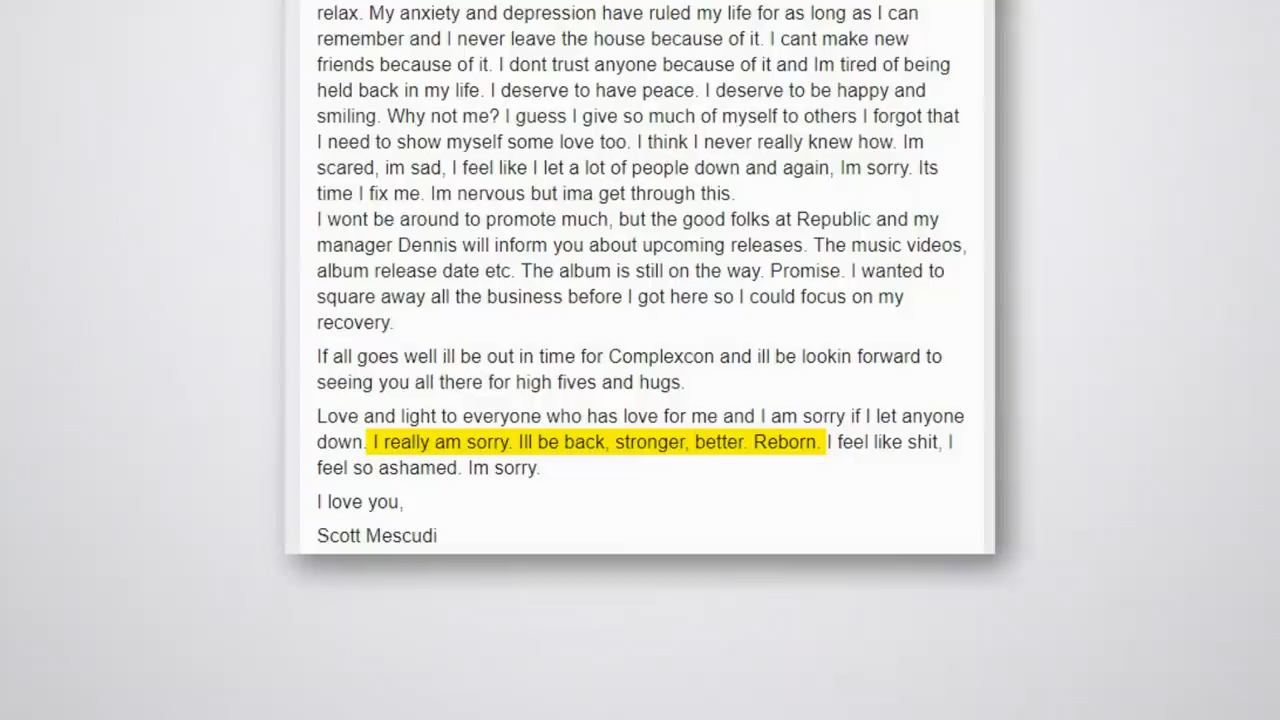 relax. My anxiety and depression have ruled my life for as long as I can
remember and I never leave the house because of it. I cant make new
friends because of it. I dont trust anyone because of it and Im tired of being
held back in my life. I deserve to have peace. I deserve to be happy and
smiling. Why not me? I guess I give so much of myself to others I forgot that
I need to show myself some love too. I think I never really knew how. Im
scared, im sad, I feel like I let a lot of people down and again, Im sorry. Its
time I fix me. Im nervous but ima get through this.
I wont be around to promote much, but the good folks at Republic and my
manager Dennis will inform you about upcoming releases. The music videos,
album release date etc. The album is still on the way. Promise. I wanted to
square away all the business before I got here so I could focus on my
recovery.
If all goes well ill be out in time for Complexcon and ill be lookin forward to
seeing you all there for high fives and hugs.
Love and light to everyone who has love for me and I am sorry if I let anyone
down. I really am sorry. Ill be back, stronger, better. Reborn. I feel like shit, I
feel so ashamed. Im sorry.
I love you,
Scott Mescudi